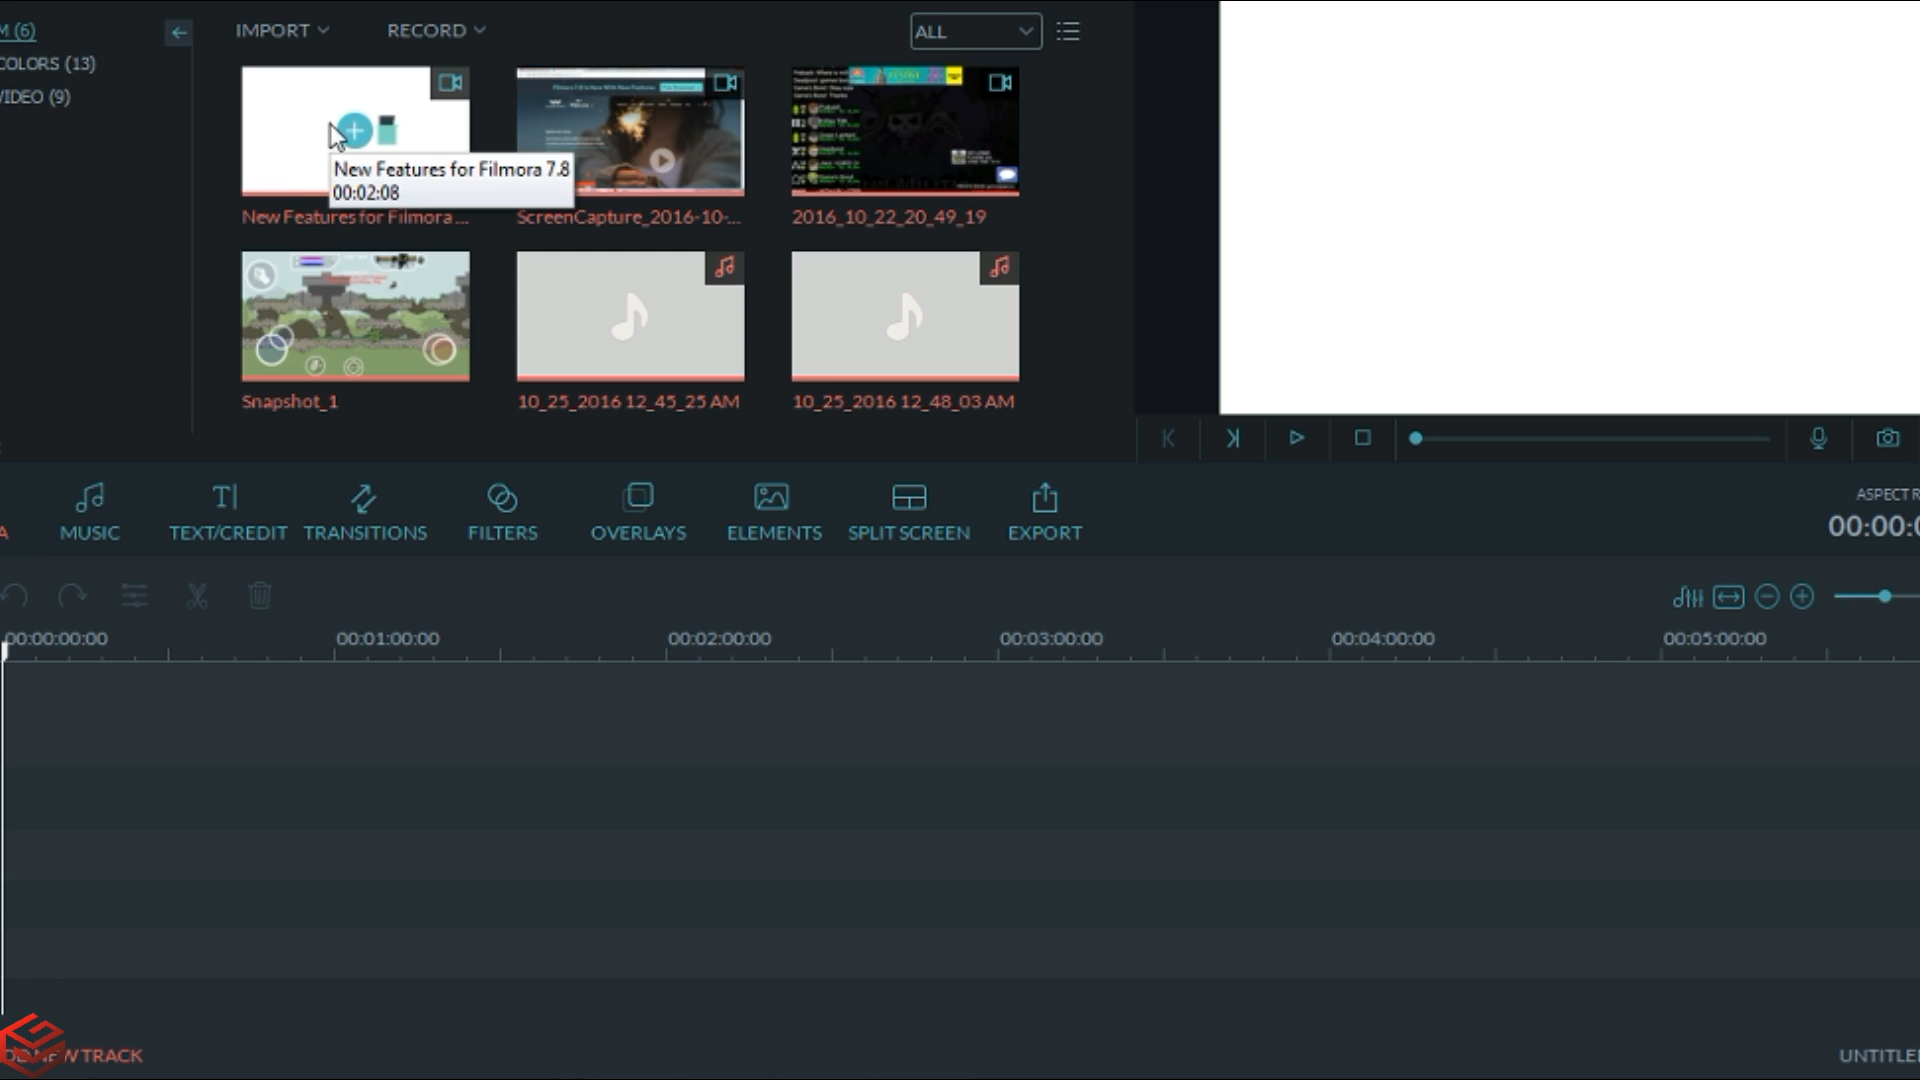 M (6)
COLORS (13)
VIDEO (9)
IMPORT
RECORD
ALL
New Features for Filmora 7.8
00:02:08
New Features for Filmora ...
ScreenCapture_2016-10-...
2016_10_22_20_49_19
Snapshot_1
10_25_2016 12_45_25 AM
10_25_2016 12_48_03 AM
A
MUSIC
TEXT/CREDIT
TRANSITIONS
FILTERS
OVERLAYS
ELEMENTS
SPLIT SCREEN
EXPORT
ASPECT R
00:00:0
00:00:00:00
00:01:00:00
00:02:00:00
00:03:00:00
00:04:00:00
00:05:00:00
NEW TRACK
UNTITLED